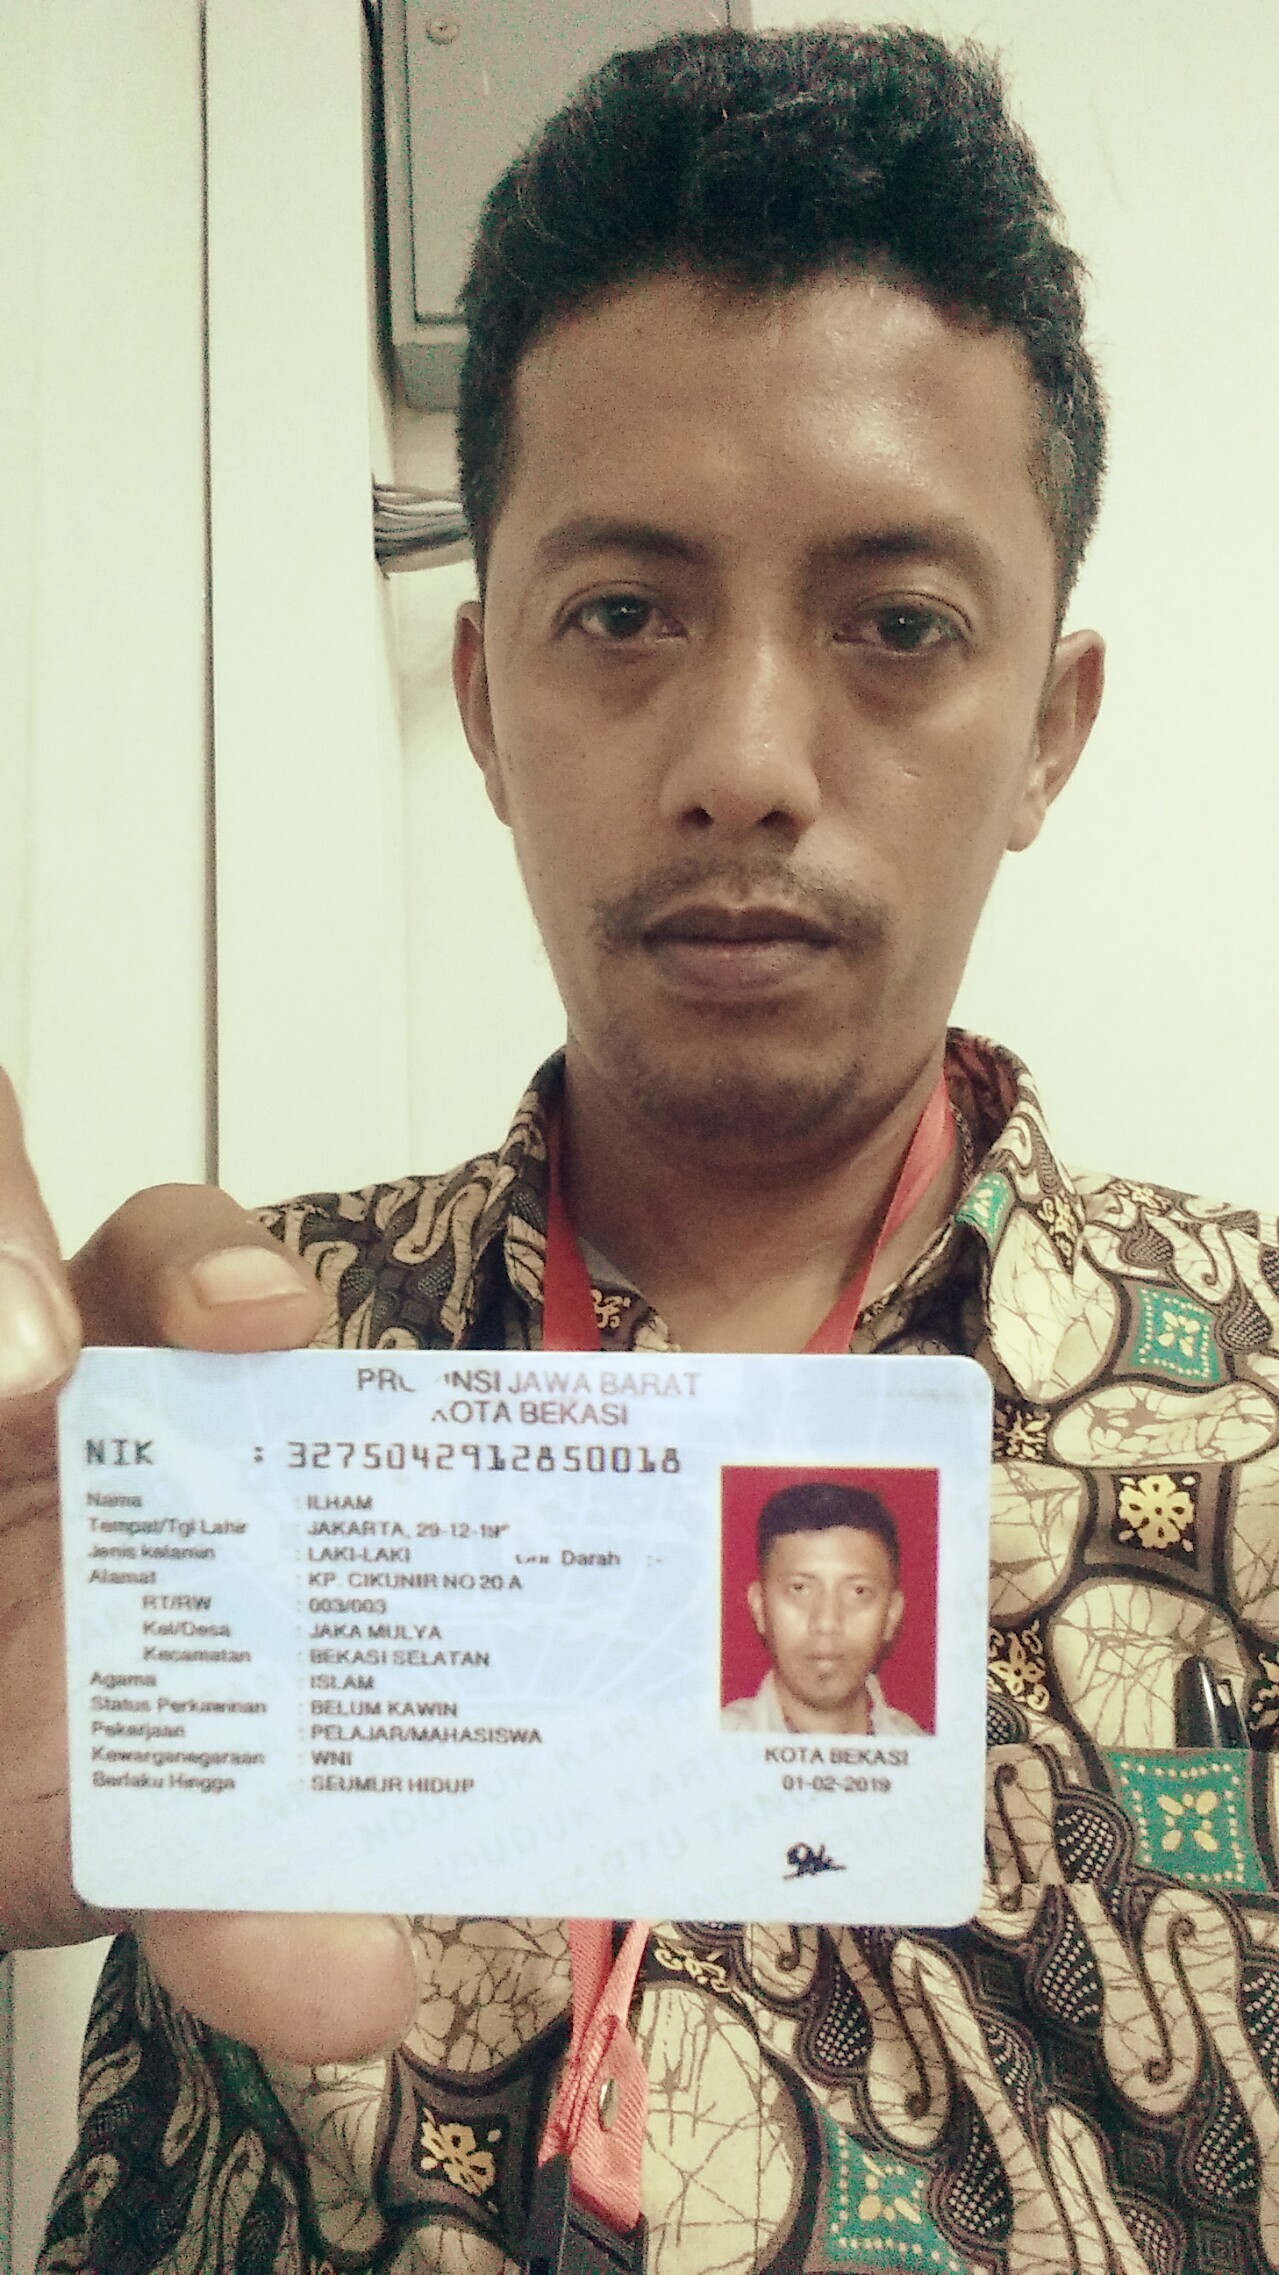 JAWA BARAT
KOTA BEKASI
NIK : 3275042912850018
Nama : ILHAM
Tempat/Tgl Lahir : JAKARTA,
Jenis kelamin : LAKI-LAKI Darah :-
Alamat : KP. CIKUNIR NO 20 A
RT/RW : 003/003
Kel/Desa : JAKA MULYA
Kecamatan : BEKASI SELATAN
Agama : ISLAM
Status Perkawinan : BELUM KAWIN
Pekerjaan : PELAJAR/MAHASISWA
Kewarganegaraan : WNI
Berlaku Hingga : SEUMUR HIDUP
KOTA BEKASI
01-02-2019